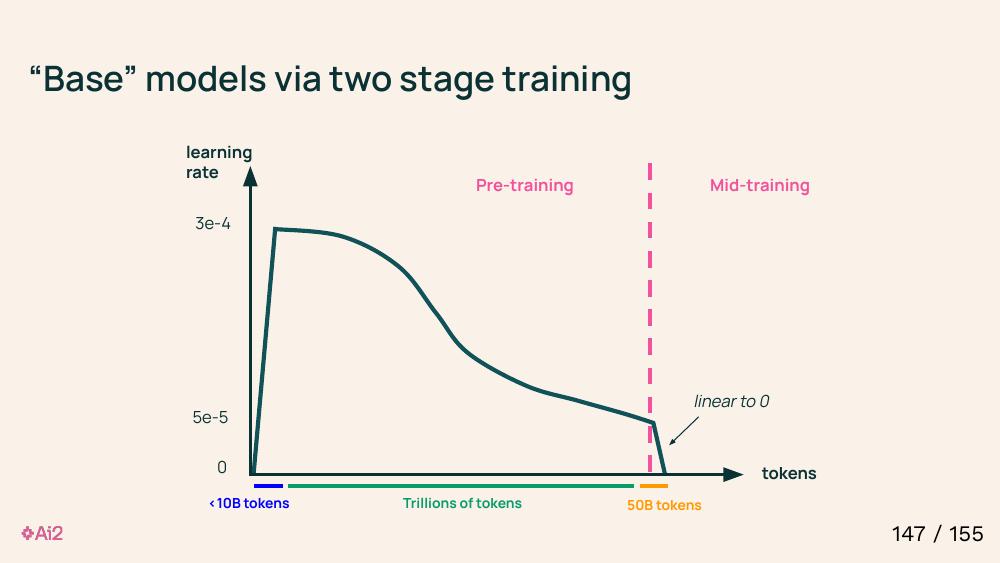 “Base” models via two stage training
learning
rate
Pre-training
Mid-training
3e-4
linear to 0
5e-5
0
tokens
<10B tokens
Trillions of tokens
50B tokens
Ai2
147 / 155